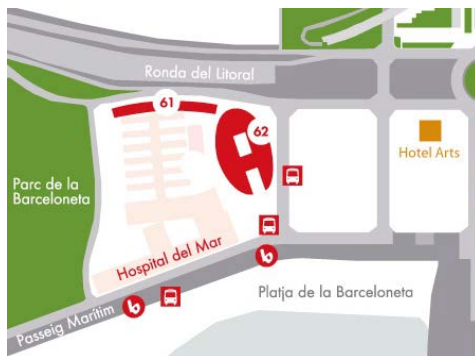 Ronda del Litoral
61
62
Hotel Arts
Parc de la
Barceloneta
Hospital del Mar
Platja de la Barceloneta
Passeig Marítim